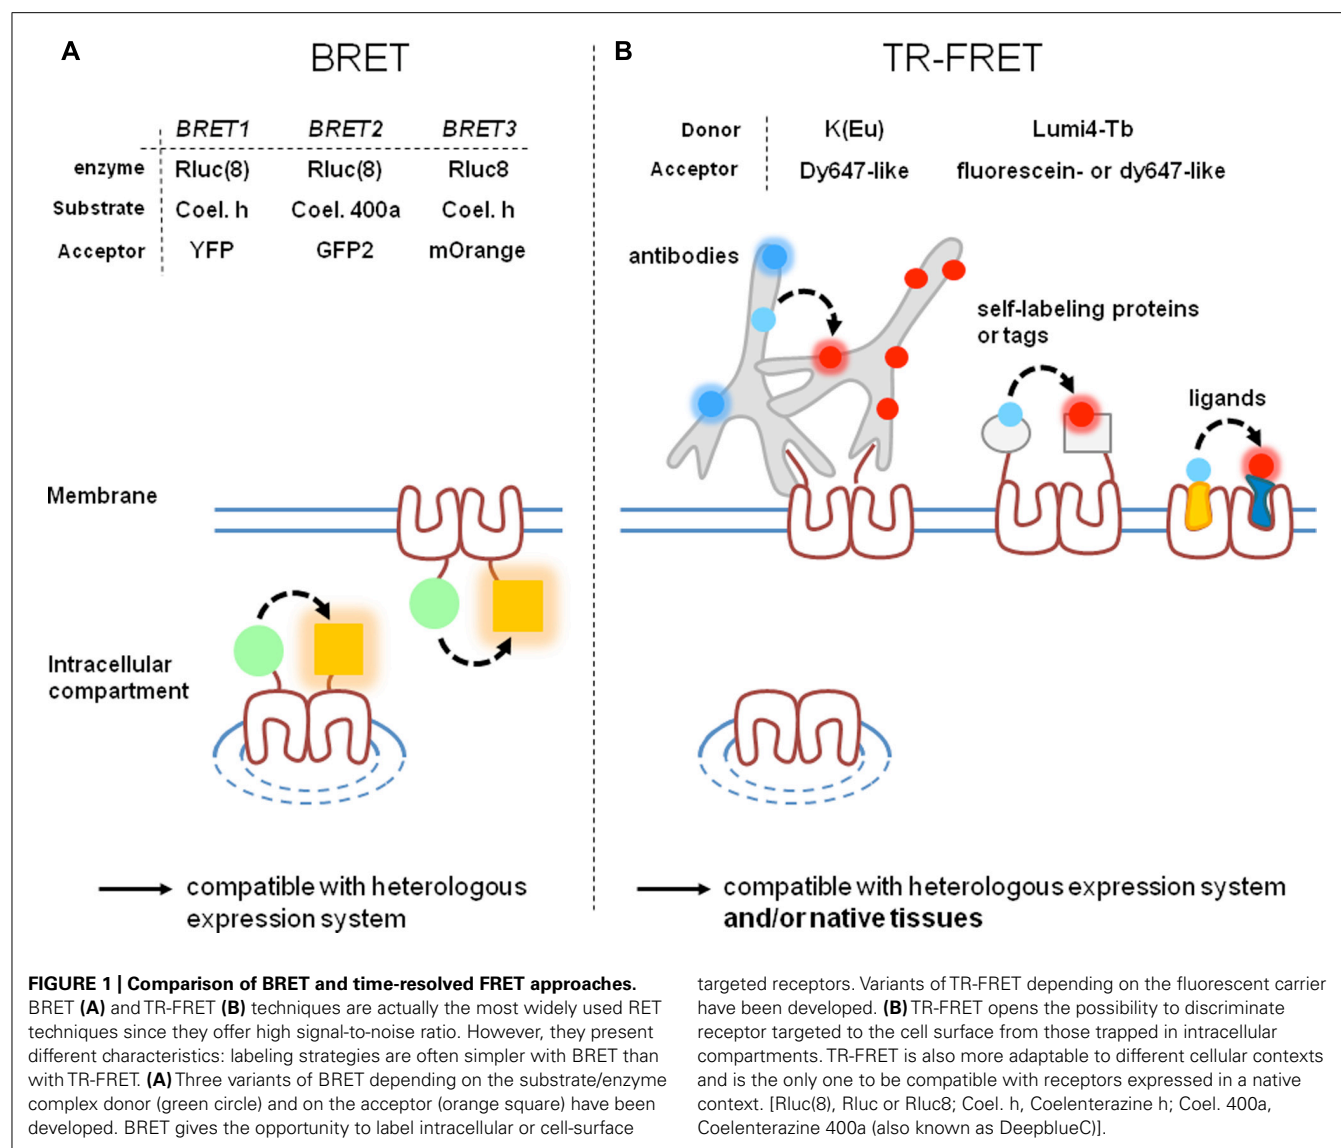 A
BRET
BRET1 BRET2 BRET3
enzyme Rluc(8) Rluc(8) Rluc8
Substrate Coel. h Coel. 400a Coel. h
Acceptor YFP GFP2 mOrange
Membrane
Intracellular
compartment
compatible with heterologous
expression system
B
TR-FRET
Donor K(Eu) Lumi4-Tb
Acceptor Dy647-like fluorescein- or dy647-like
antibodies
self-labeling proteins
or tags
ligands
compatible with heterologous expression system
and/or native tissues
FIGURE 1 | Comparison of BRET and time-resolved FRET approaches.
BRET (A) and TR-FRET (B) techniques are actually the most widely used RET
techniques since they offer high signal-to-noise ratio. However, they present
different characteristics: labeling strategies are often simpler with BRET than
with TR-FRET. (A) Three variants of BRET depending on the substrate/enzyme
complex donor (green circle) and on the acceptor (orange square) have been
developed. BRET gives the opportunity to label intracellular or cell-surface
targeted receptors. Variants of TR-FRET depending on the fluorescent carrier
have been developed. (B) TR-FRET opens the possibility to discriminate
receptor targeted to the cell surface from those trapped in intracellular
compartments. TR-FRET is also more adaptable to different cellular contexts
and is the only one to be compatible with receptors expressed in a native
context. [Rluc(8), Rluc or Rluc8; Coel. h, Coelenterazine h; Coel. 400a,
Coelenterazine 400a (also known as DeepblueC)].